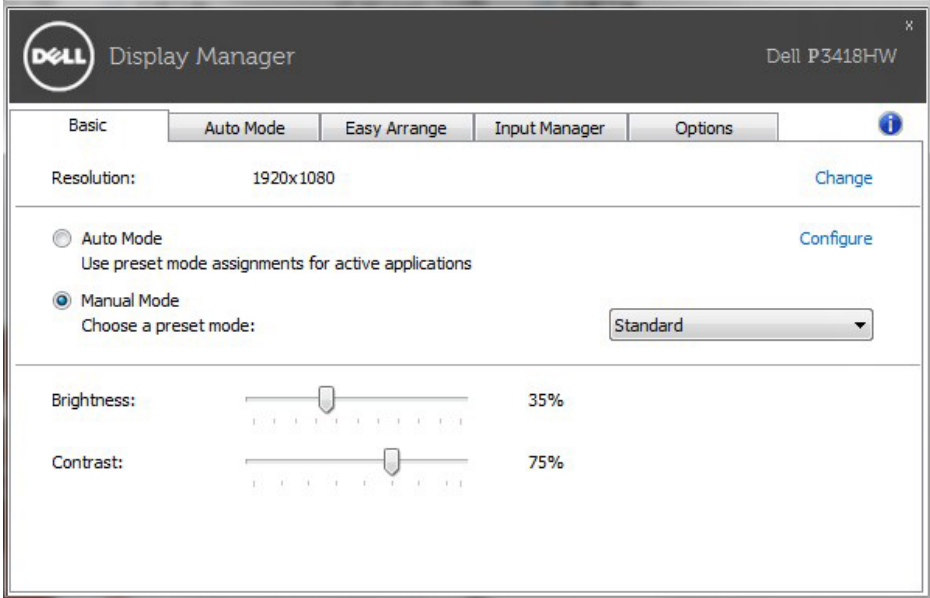 DELL Display Manager
x
Dell P3418HW
Basic Auto Mode Easy Arrange Input Manager Options i
Resolution: 1920x1080 Change
Auto Mode Configure
Use preset mode assignments for active applications
Manual Mode
Choose a preset mode: Standard
Brightness: 35%
Contrast: 75%